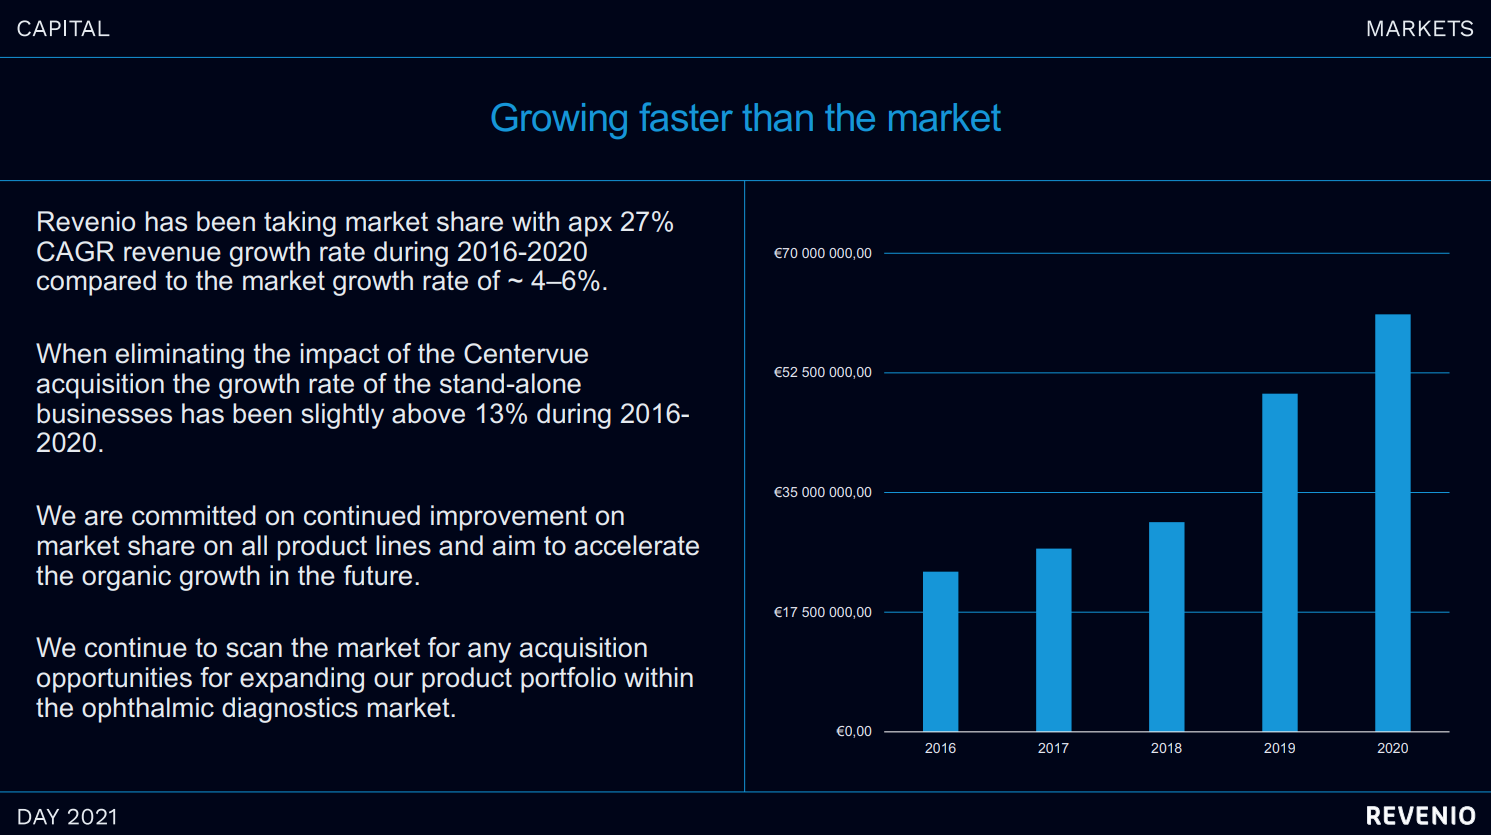 CAPITAL
MARKETS
Growing faster than the market
Revenio has been taking market share with apx 27%
CAGR revenue growth rate during 2016-2020
compared to the market growth rate of ~ 4–6%.
When eliminating the impact of the Centervue
acquisition the growth rate of the stand-alone
businesses has been slightly above 13% during 2016-
2020.
We are committed on continued improvement on
market share on all product lines and aim to accelerate
the organic growth in the future.
We continue to scan the market for any acquisition
opportunities for expanding our product portfolio within
the ophthalmic diagnostics market.
€70 000 000,00
€52 500 000,00
€35 000 000,00
€17 500 000,00
€0,00
2016
2017
2018
2019
2020
DAY 2021
REVENIO